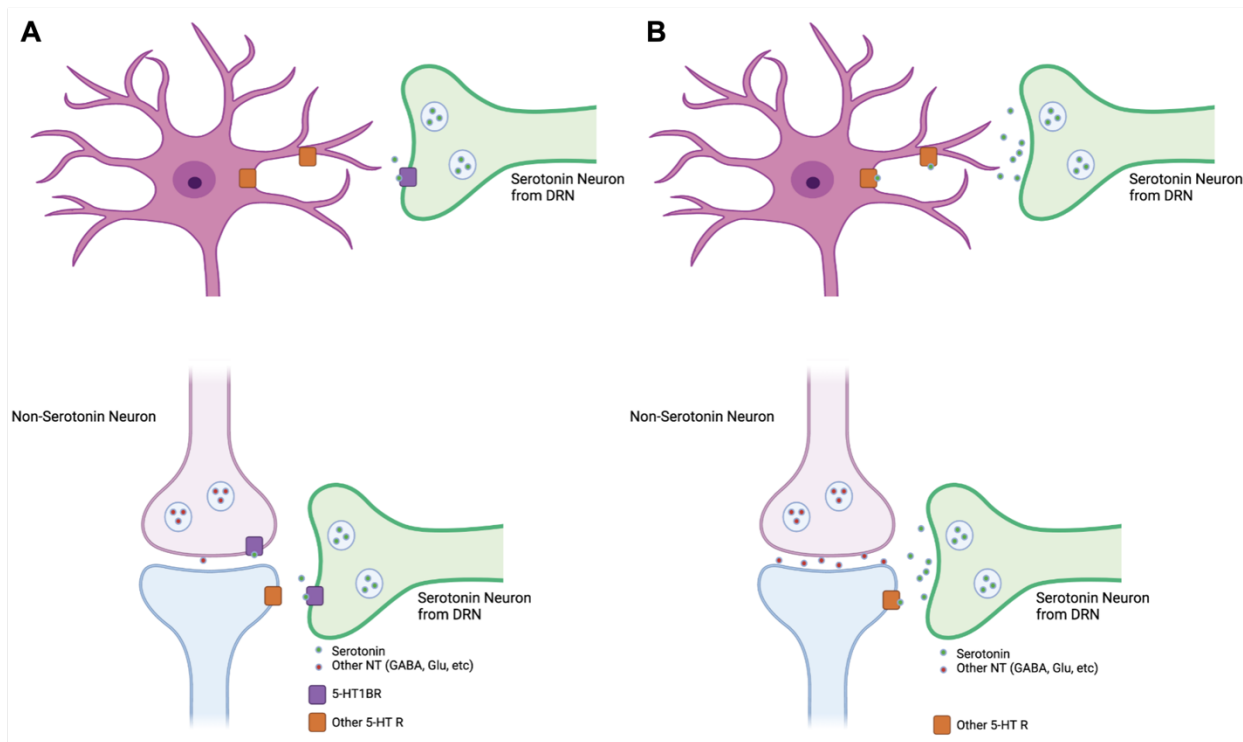 A
B
Serotonin Neuron
from DRN
Serotonin Neuron
from DRN
Non-Serotonin Neuron
Non-Serotonin Neuron
Serotonin Neuron
from DRN
Serotonin Neuron
from DRN
Serotonin
Other NT (GABA, Glu, etc)
5-HT1BR
Other 5-HT R
Serotonin
Other NT (GABA, Glu, etc)
Other 5-HT R